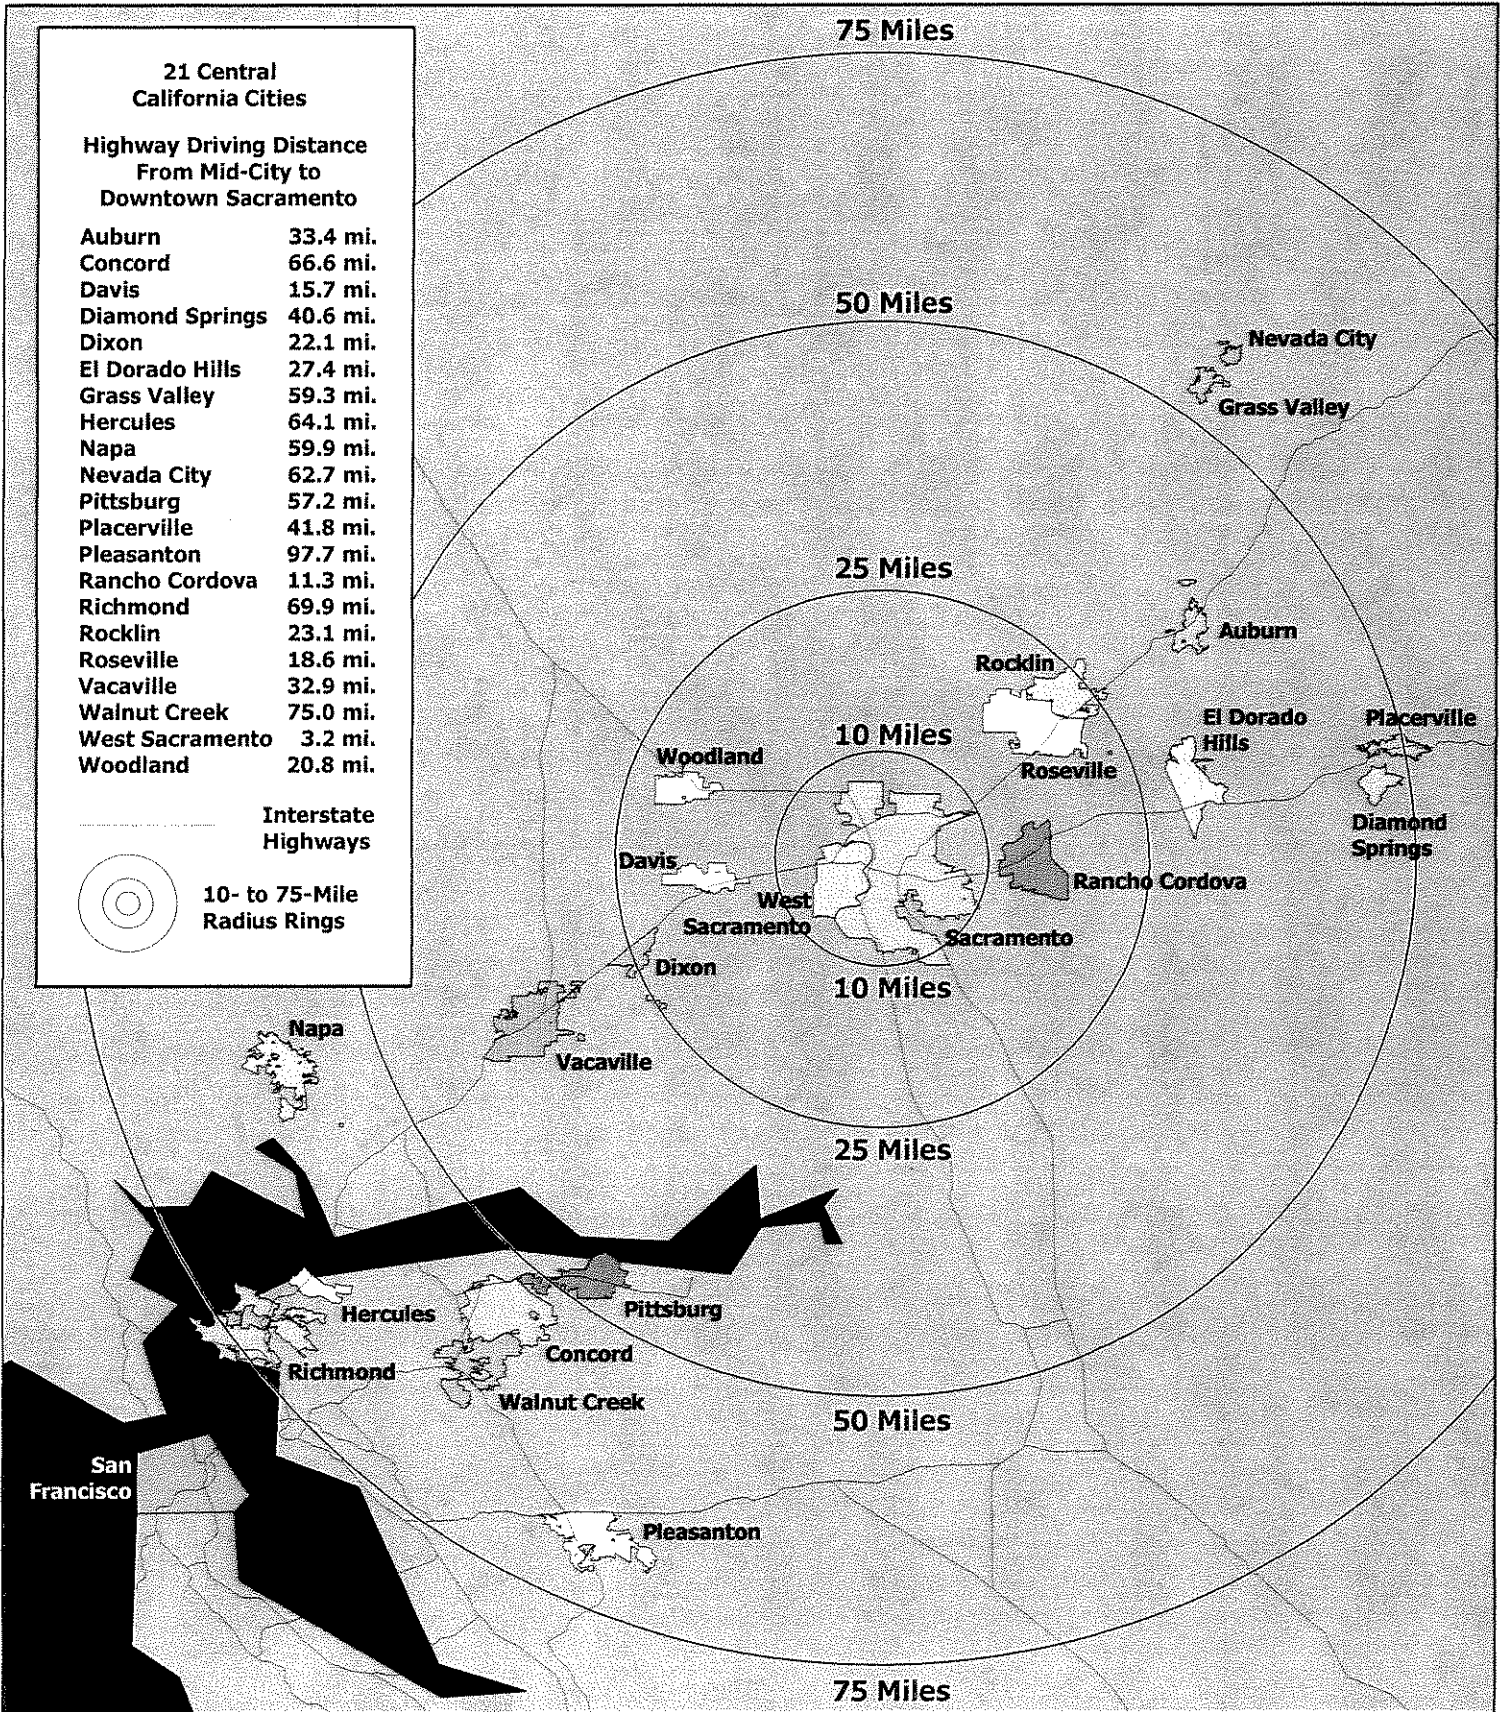 21 Central
California Cities
Highway Driving Distance
From Mid-City to
Downtown Sacramento
Auburn 33.4 mi.
Concord 66.6 mi.
Davis 15.7 mi.
Diamond Springs 40.6 mi.
Dixon 22.1 mi.
El Dorado Hills 27.4 mi.
Grass Valley 59.3 mi.
Hercules 64.1 mi.
Napa 59.9 mi.
Nevada City 62.7 mi.
Pittsburg 57.2 mi.
Placerville 41.8 mi.
Pleasanton 97.7 mi.
Rancho Cordova 11.3 mi.
Richmond 69.9 mi.
Rocklin 23.1 mi.
Roseville 18.6 mi.
Vacaville 32.9 mi.
Walnut Creek 75.0 mi.
West Sacramento 3.2 mi.
Woodland 20.8 mi.
Interstate
Highways
10- to 75-Mile
Radius Rings
75 Miles
50 Miles
Nevada City
Grass Valley
25 Miles
Auburn
Rocklin
El Dorado
Hills
Placerville
10 Miles
Woodland
Roseville
Diamond
Springs
Davis
Rancho Cordova
West
Sacramento
Sacramento
Dixon
10 Miles
Napa
Vacaville
25 Miles
Hercules
Pittsburg
Concord
Richmond
Walnut Creek
50 Miles
San
Francisco
Pleasanton
75 Miles